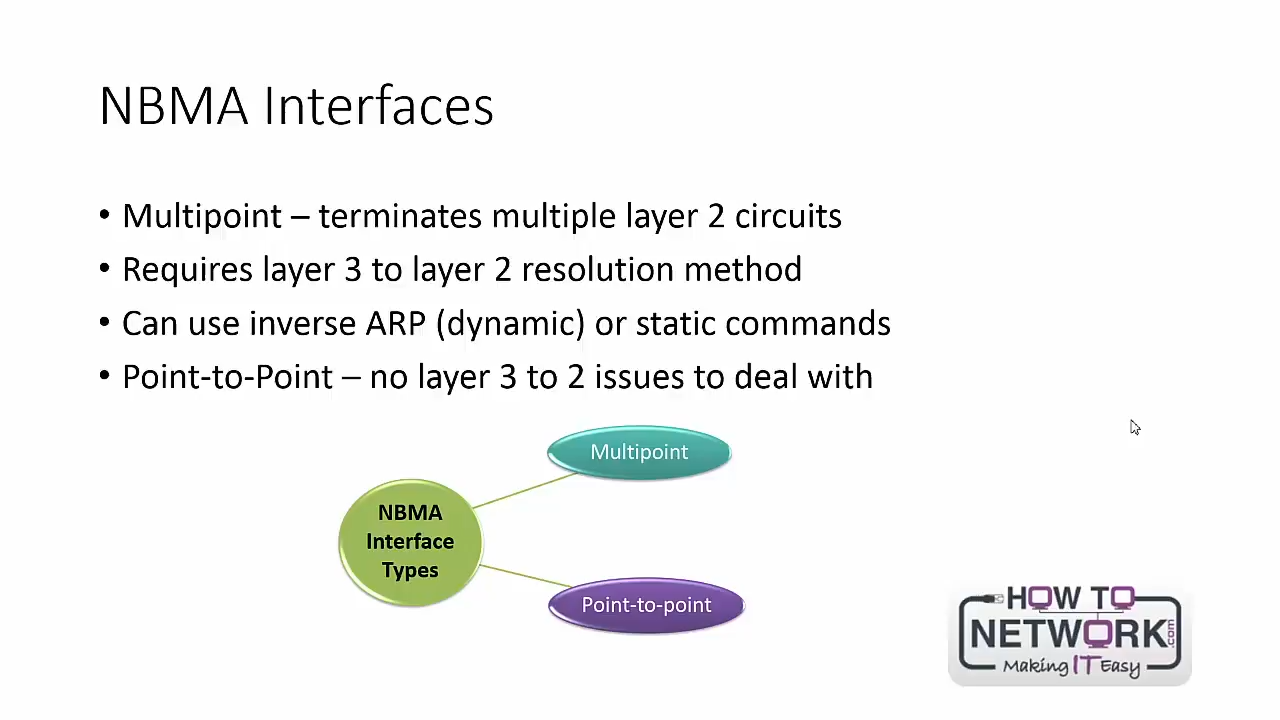 NBMA Interfaces
• Multipoint – terminates multiple layer 2 circuits
• Requires layer 3 to layer 2 resolution method
• Can use inverse ARP (dynamic) or static commands
• Point-to-Point – no layer 3 to 2 issues to deal with
Multipoint
NBMA
Interface
Types
Point-to-point
HOW TO
NETWORK.com
Making IT Easy